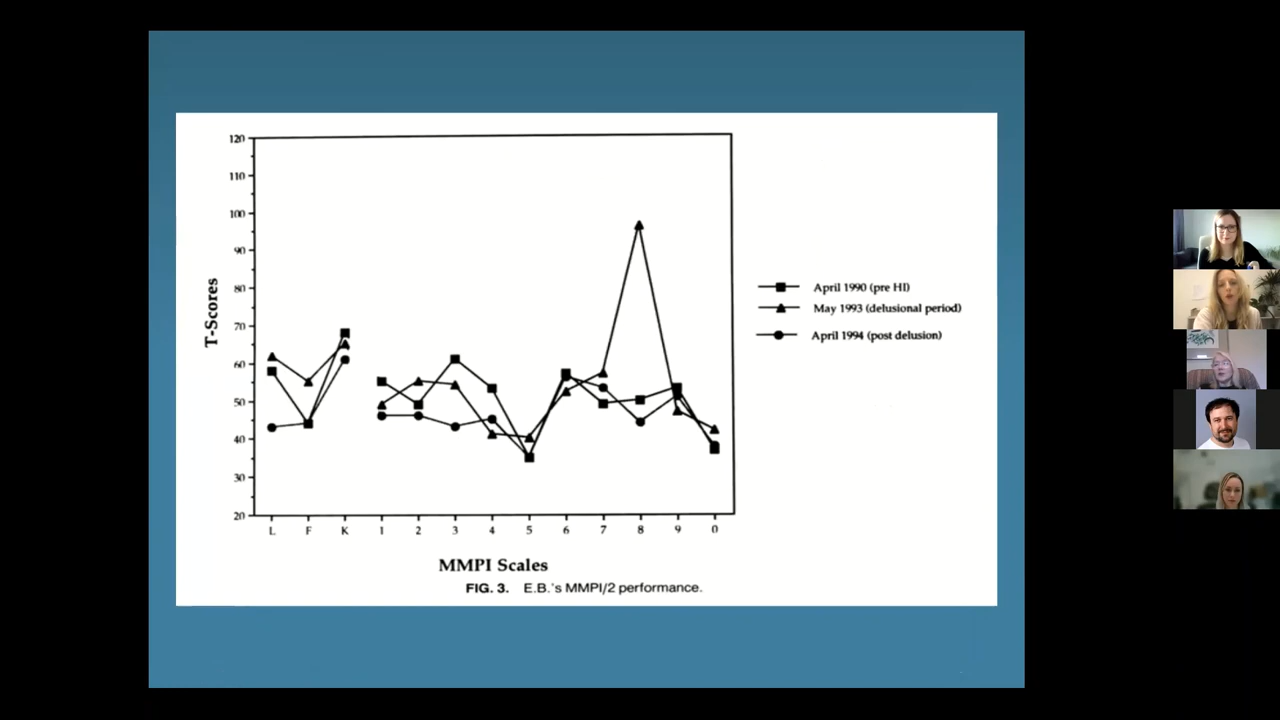 120
110
100
90
80
70
60
50
40
30
20
T-Scores
L F K 1 2 3 4 5 6 7 8 9 0
MMPI Scales
April 1990 (pre HI)
May 1993 (delusional period)
April 1994 (post delusion)
FIG. 3. E.B.'s MMPI/2 performance.